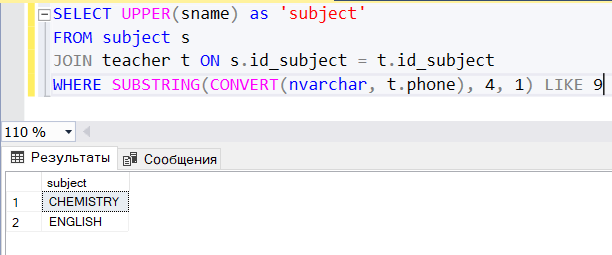 SELECT UPPER(sname) as 'subject'
FROM subject s
JOIN teacher t ON s.id_subject = t.id_subject
WHERE SUBSTRING(CONVERT(nvarchar, t.phone), 4, 1) LIKE 9
110 %
Результаты Сообщения
subject
1 CHEMISTRY
2 ENGLISH